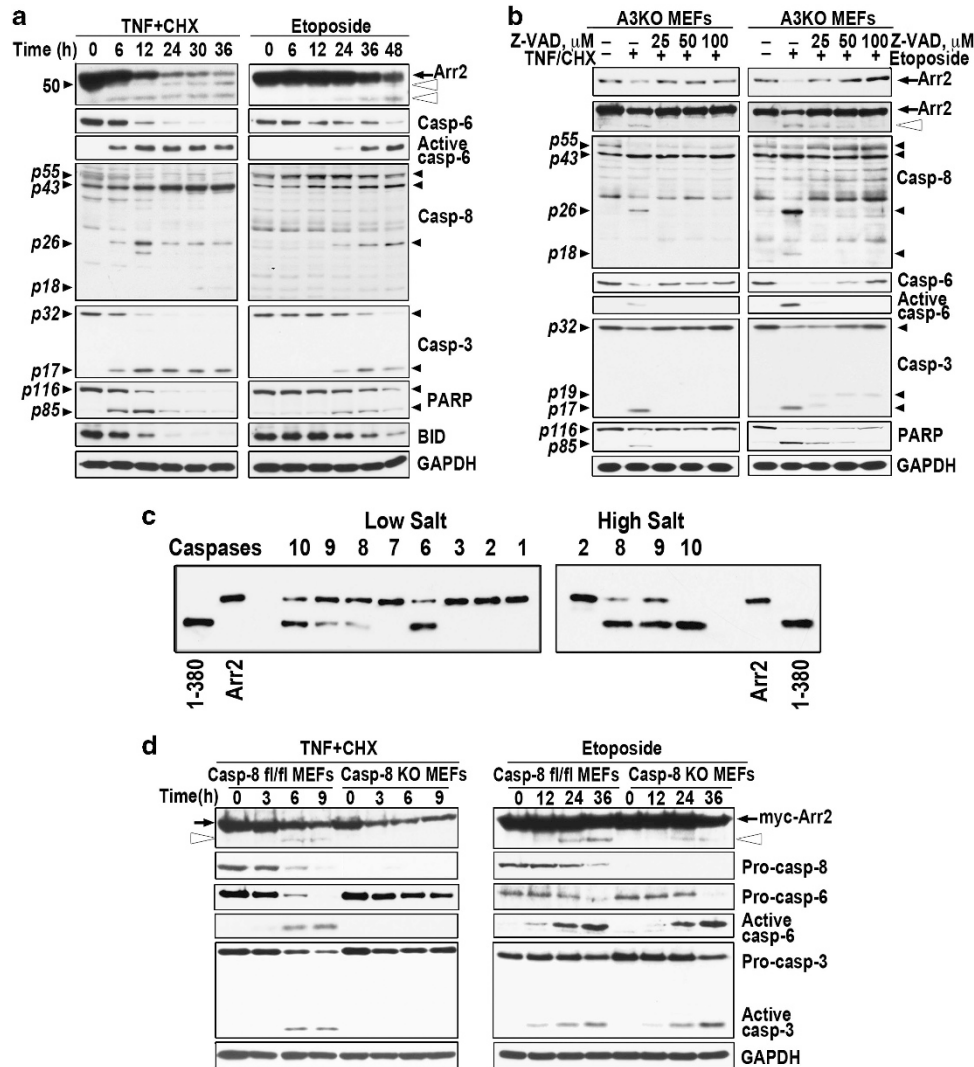 a
TNF+CHX Etoposide
Time (h) 0 6 12 24 30 36 0 6 12 24 36 48
50 Arr2
Casp-6
Active casp-6
p55
p43
Casp-8
p26
p18
p32
Casp-3
p17
p116
PARP
p85
BID
GAPDH
b
A3KO MEFs A3KO MEFs
Z-VAD, μM – – 25 50 100 – – 25 50 100 Z-VAD, μM
TNF/CHX – + + + + – + + + + Etoposide
Arr2
Arr2
p55
p43
Casp-8
p26
p18
Casp-6
Active casp-6
p32
Casp-3
p19
p17
p116
PARP
p85
GAPDH
c
Low Salt High Salt
Caspases 10 9 8 7 6 3 2 1 2 8 9 10
1-380 Arr2 Arr2 1-380
d
TNF+CHX Etoposide
Casp-8 fl/fl MEFs Casp-8 KO MEFs Casp-8 fl/fl MEFs Casp-8 KO MEFs
Time(h) 0 3 6 9 0 3 6 9 0 12 24 36 0 12 24 36
myc-Arr2
Pro-casp-8
Pro-casp-6
Active casp-6
Pro-casp-3
Active casp-3
GAPDH